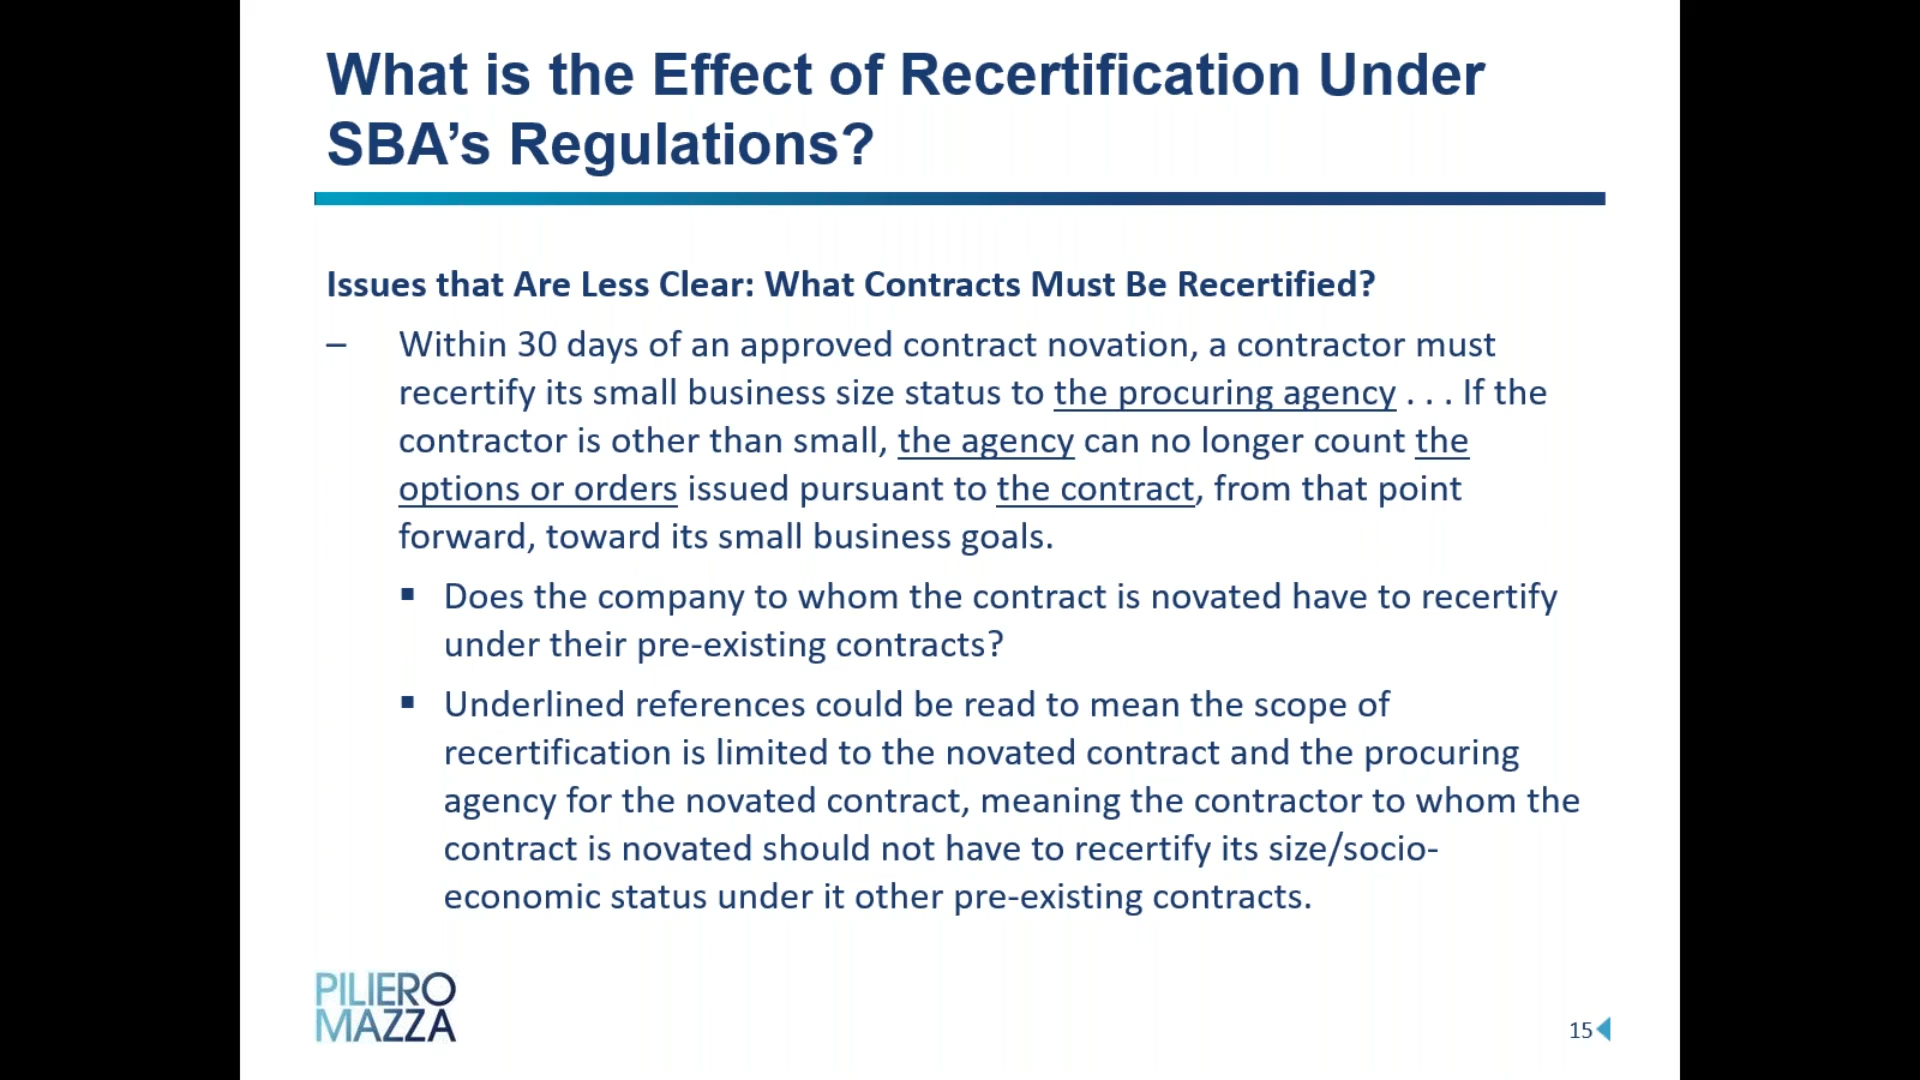 What is the Effect of Recertification Under
SBA’s Regulations?
Issues that Are Less Clear: What Contracts Must Be Recertified?
– Within 30 days of an approved contract novation, a contractor must
recertify its small business size status to the procuring agency . . . If the
contractor is other than small, the agency can no longer count the
options or orders issued pursuant to the contract, from that point
forward, toward its small business goals.
▪ Does the company to whom the contract is novated have to recertify
under their pre-existing contracts?
▪ Underlined references could be read to mean the scope of
recertification is limited to the novated contract and the procuring
agency for the novated contract, meaning the contractor to whom the
contract is novated should not have to recertify its size/socio-
economic status under it other pre-existing contracts.
PILIERO
MAZZA
15